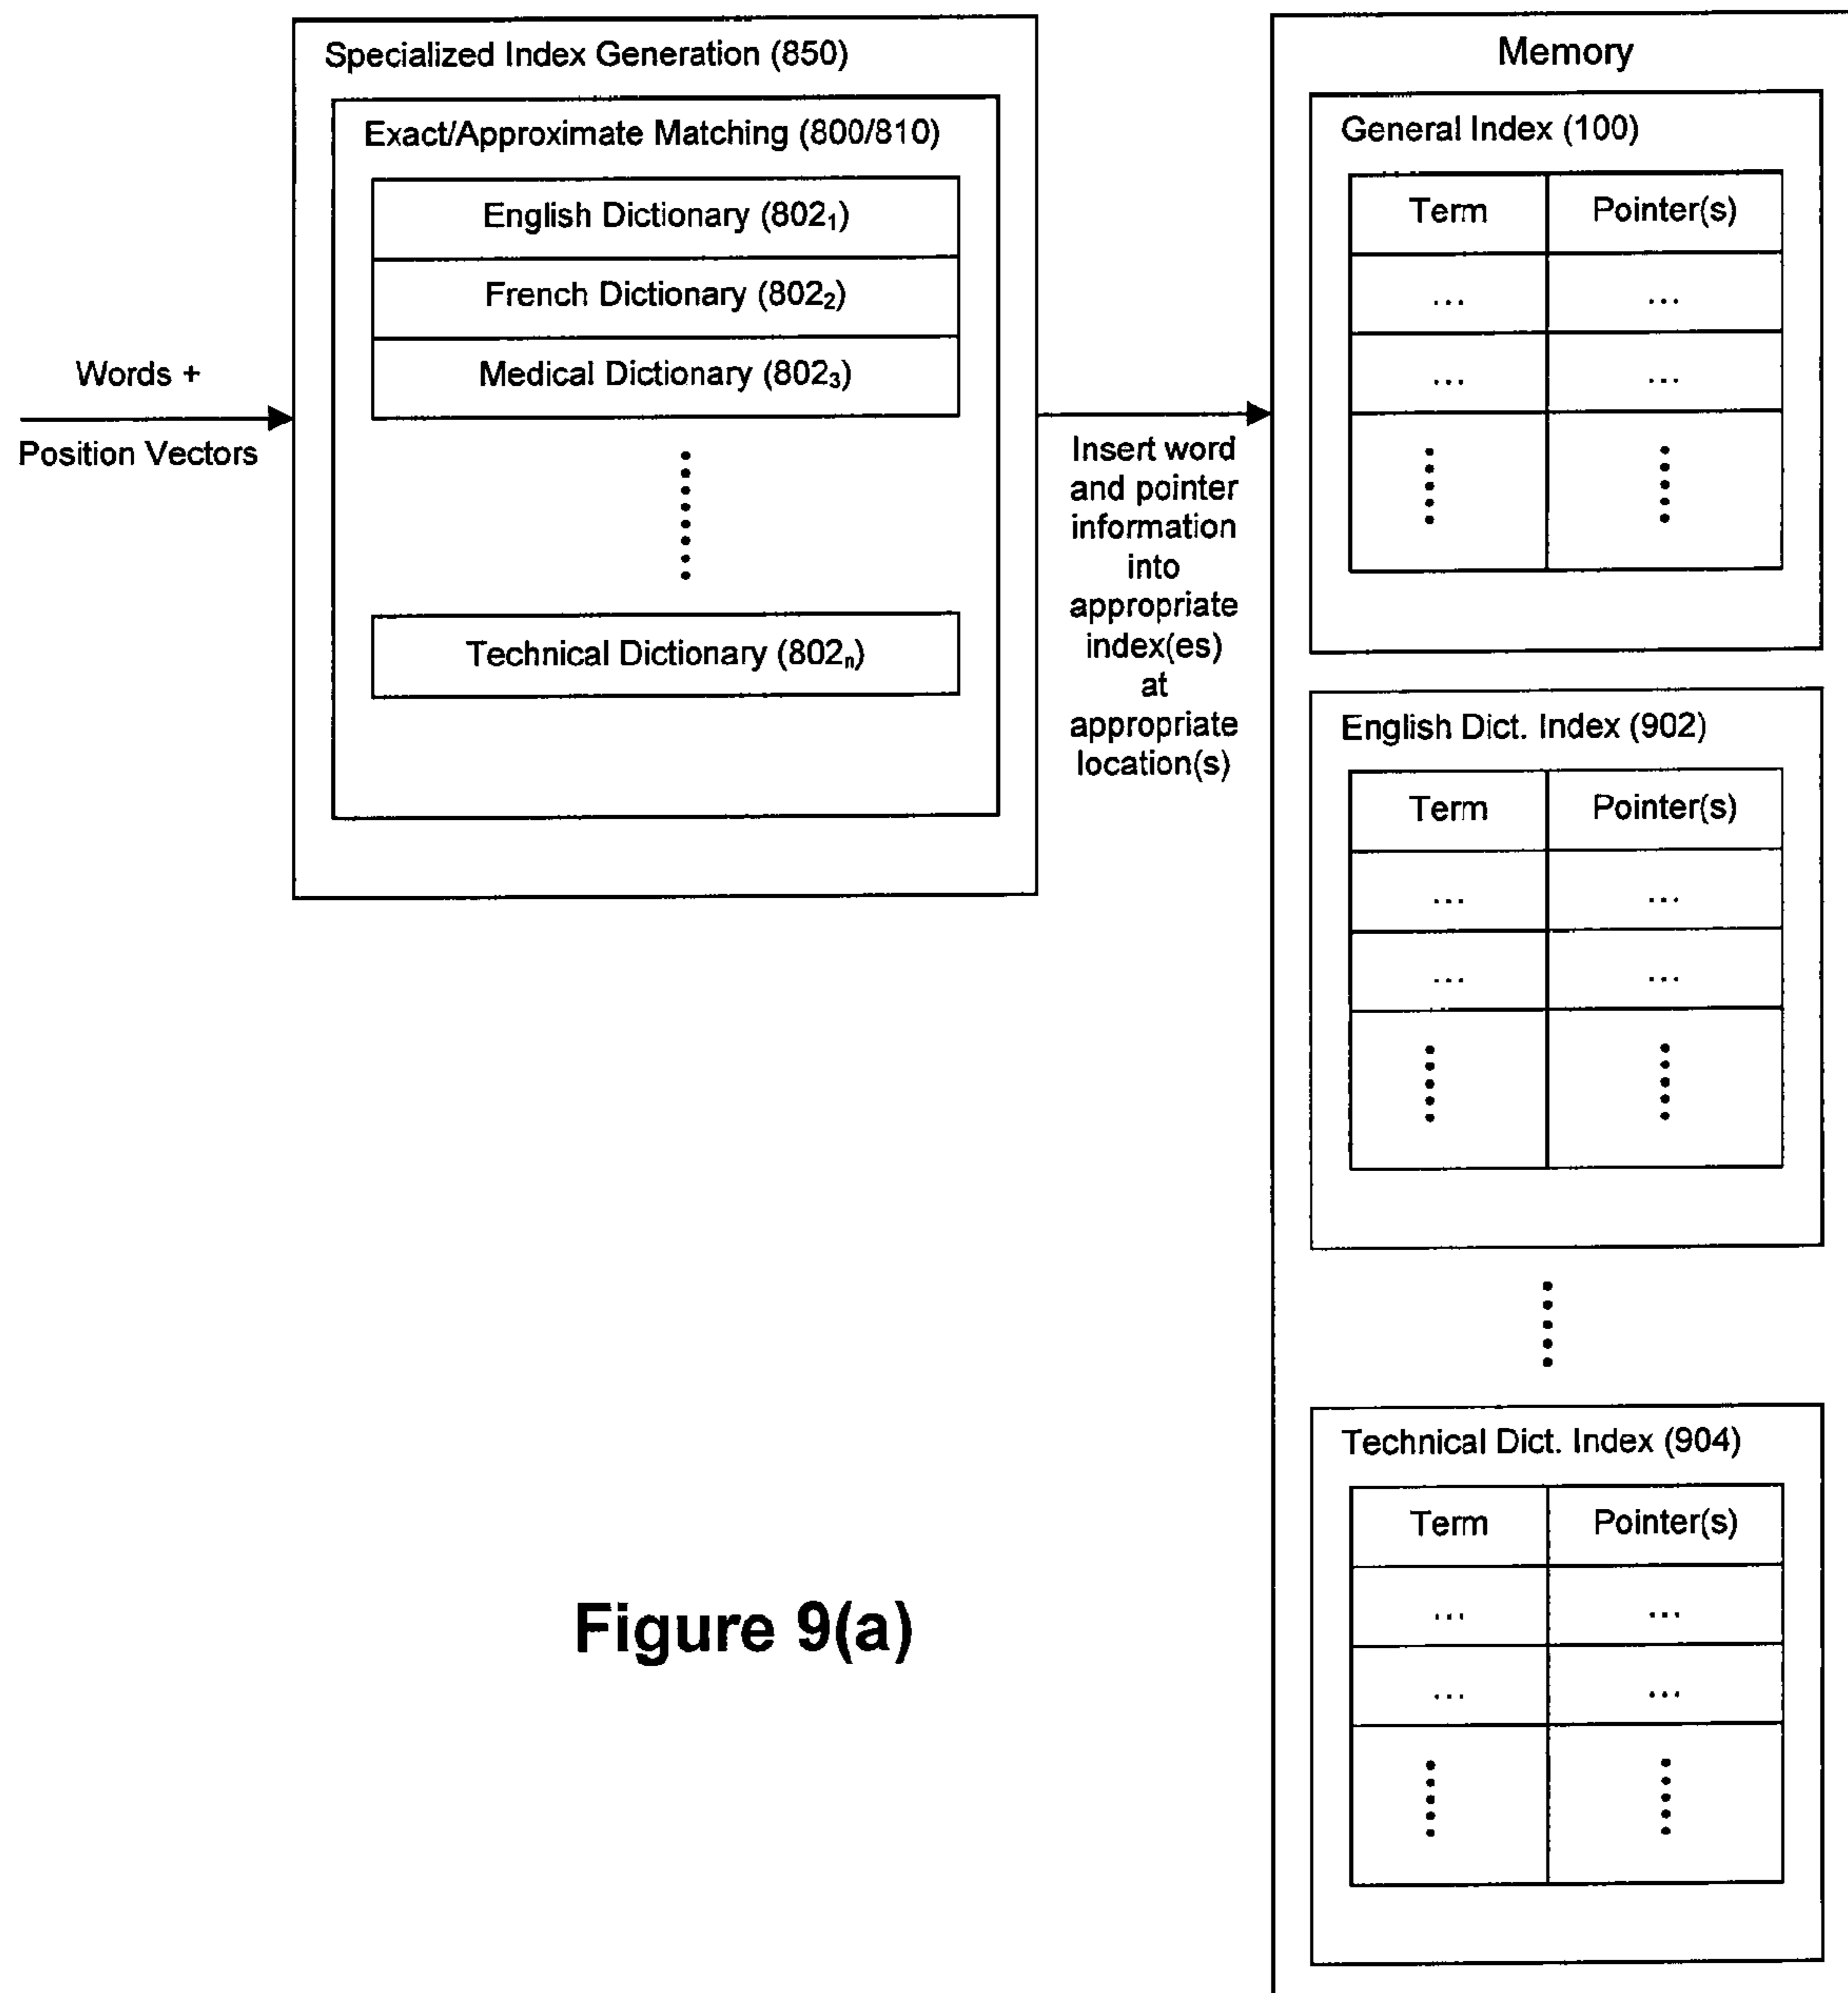 Specialized Index Generation (850)
Exact/Approximate Matching (800/810)
English Dictionary (802₁)
French Dictionary (802₂)
Medical Dictionary (802₃)
Technical Dictionary (802ₙ)
Words +
Position Vectors
Insert word
and pointer
information
into
appropriate
index(es)
at
appropriate
location(s)
Memory
General Index (100)
Term Pointer(s)
... ...
... ...
English Dict. Index (902)
Term Pointer(s)
... ...
... ...
Technical Dict. Index (904)
Term Pointer(s)
... ...
... ...
Figure 9(a)